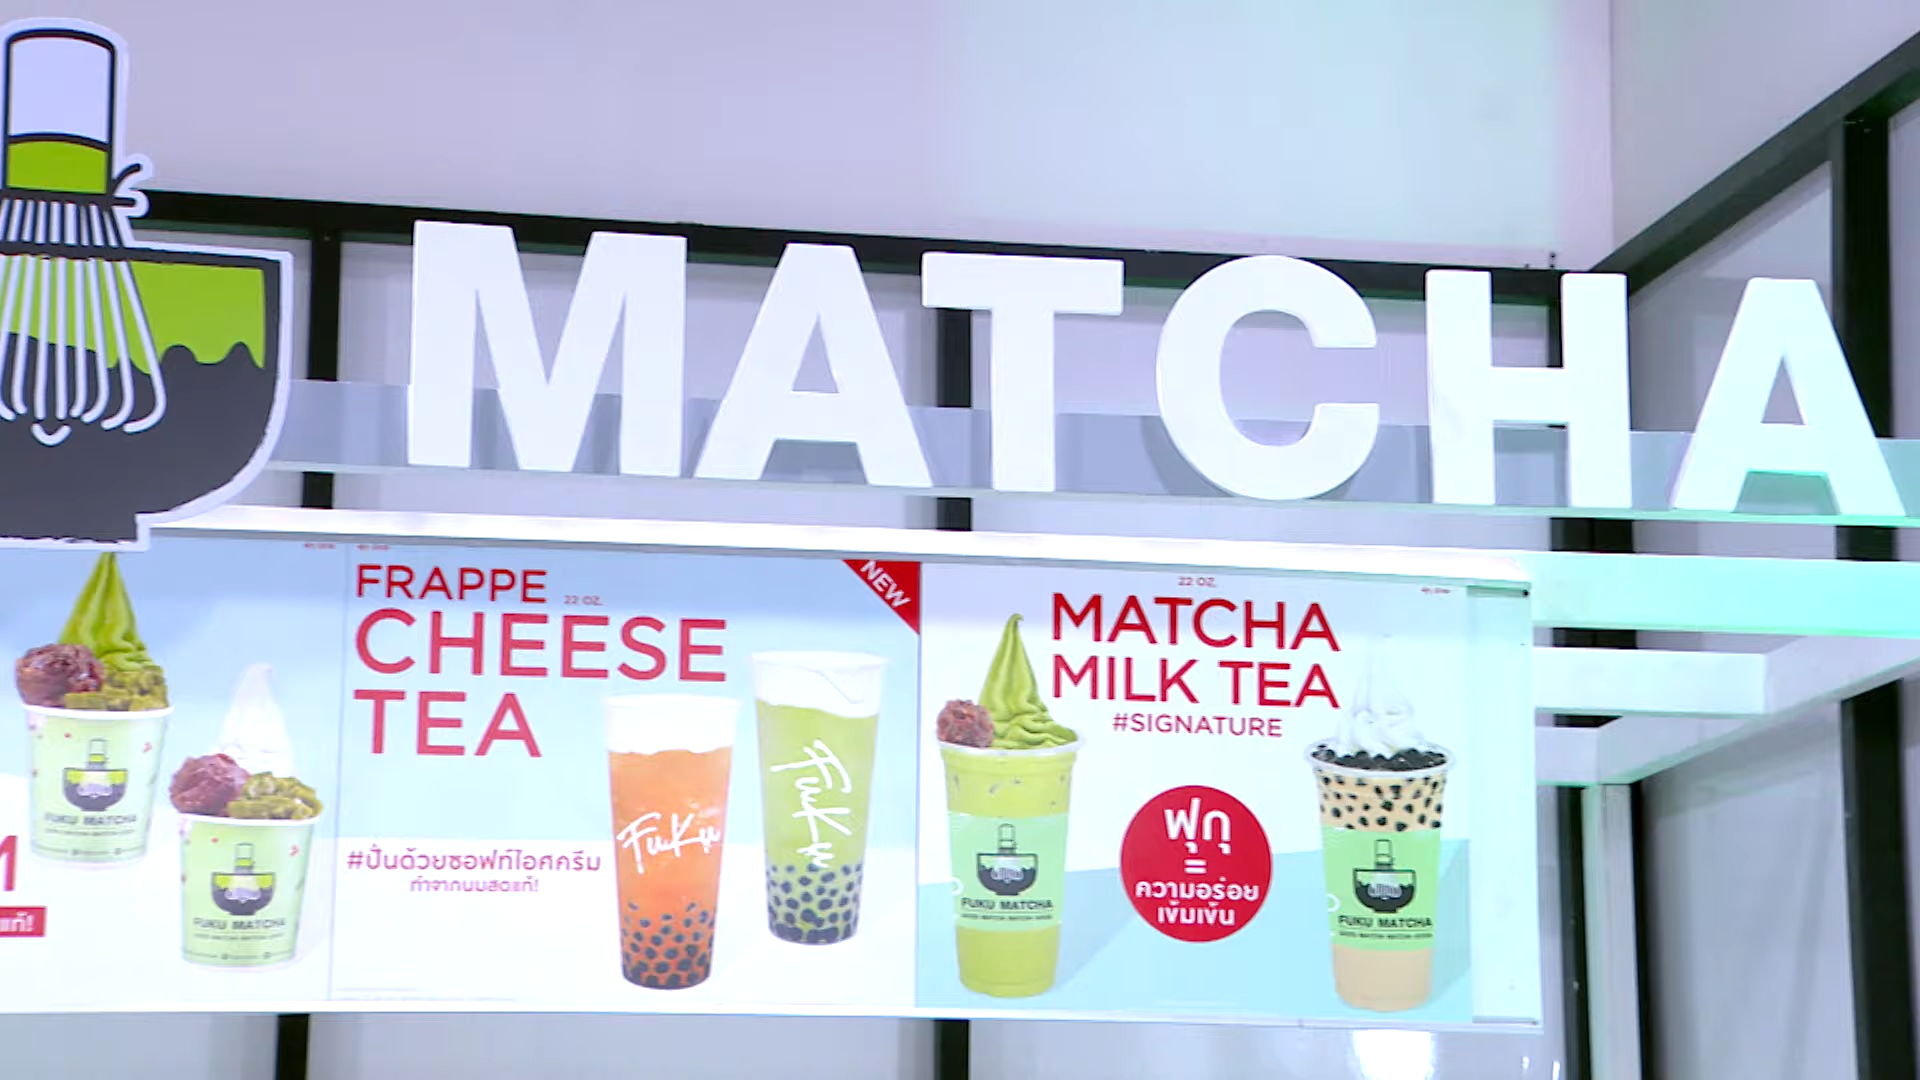 MATCHA
FRAPPE
22 OZ.
CHEESE
TEA
NEW
#ปั่นด้วยซอฟท์ไอศครีม
ทำจากนมสดแท้!
Fuku
Fuku
FUKU MATCHA
FUKU MATCHA
22 OZ.
MATCHA
MILK TEA
#SIGNATURE
ฟุกุ
=
ความอร่อย
เข้มเข้น
FUKU MATCHA
FUKU MATCHA